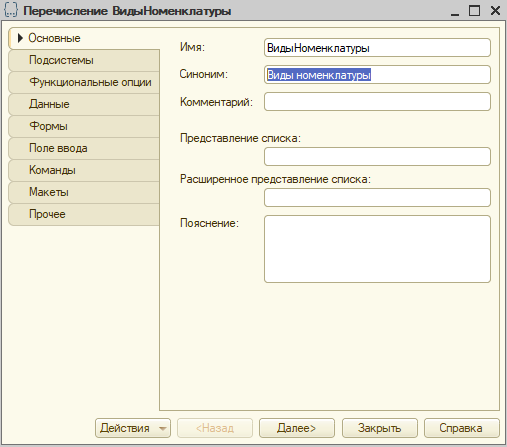 Перечисление ВидыНоменклатуры
Основные
Подсистемы
Функциональные опции
Данные
Формы
Поле ввода
Команды
Макеты
Прочее
Имя: ВидыНоменклатуры
Синоним: Виды номенклатуры
Комментарий:
Представление списка:
Расширенное представление списка:
Пояснение:
Действия <Назад Далее> Закрыть Справка